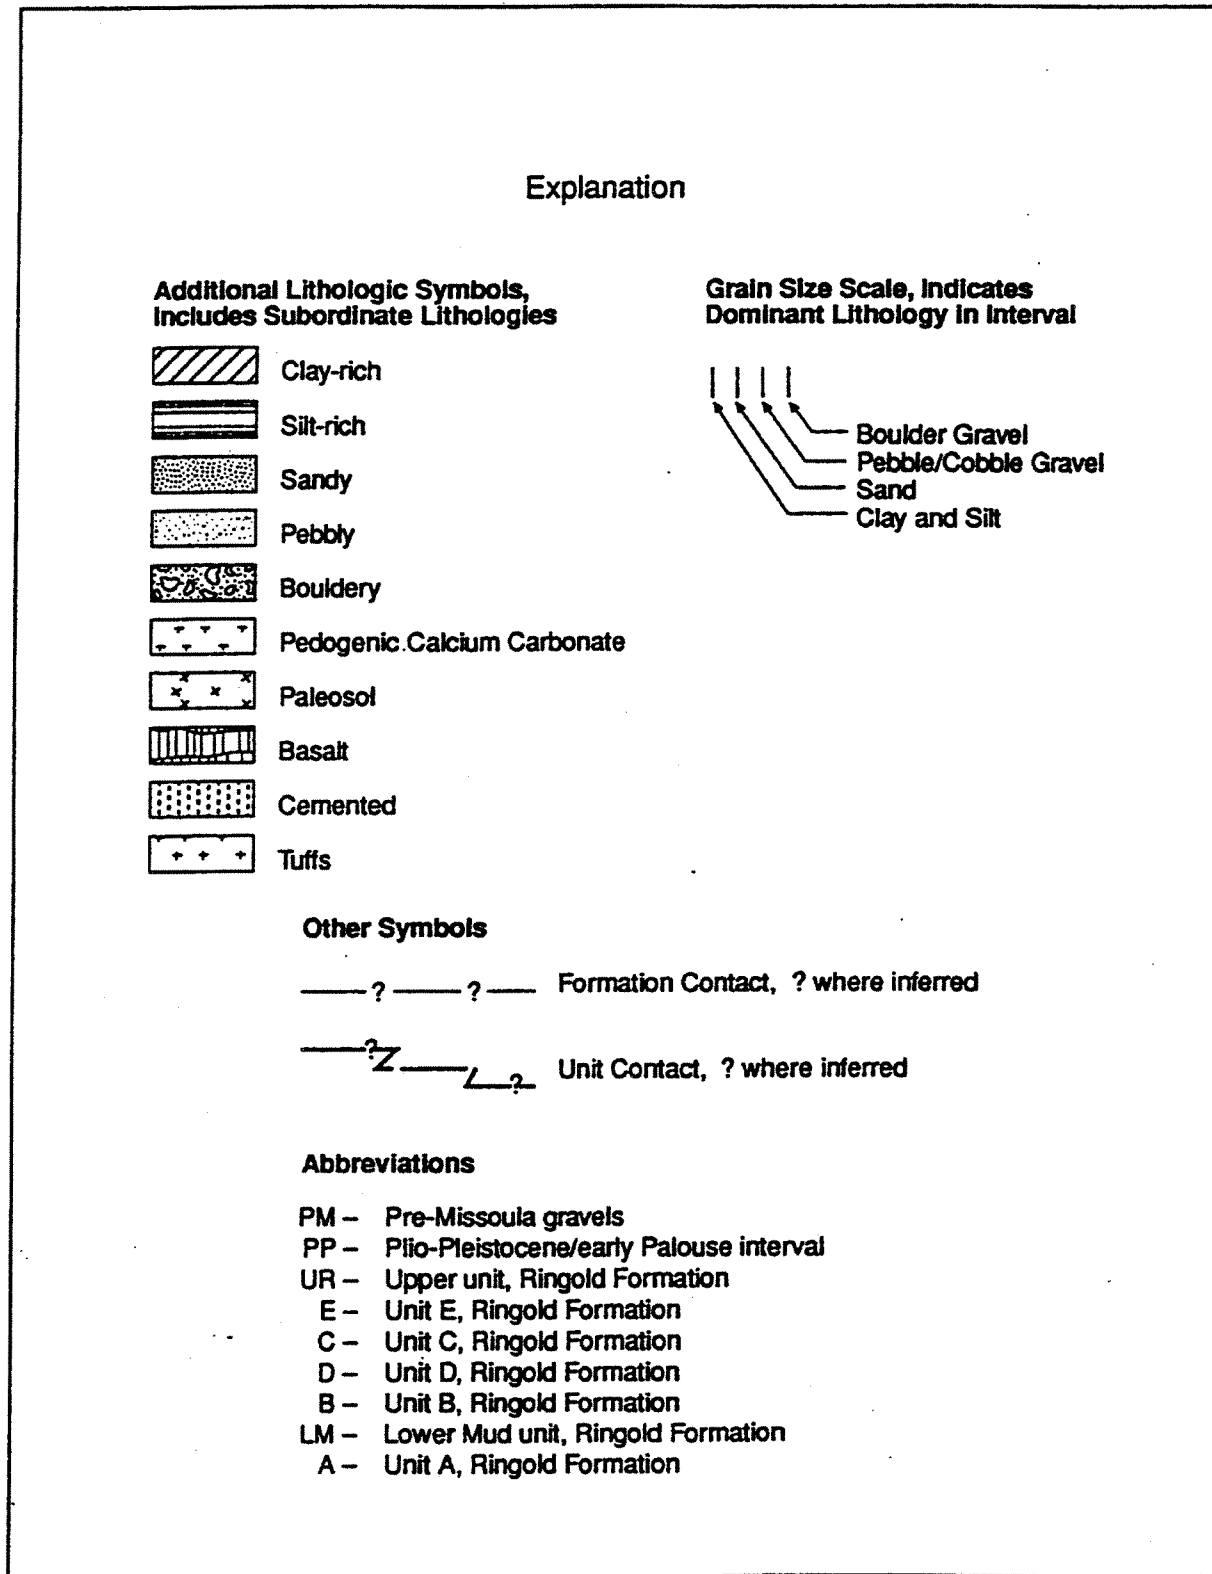 Explanation
Additional Lithologic Symbols,
Includes Subordinate Lithologies
Clay-rich
Silt-rich
Sandy
Pebbly
Bouldery
Pedogenic.Calcium Carbonate
Paleosol
Basalt
Cemented
Tuffs
Grain Size Scale, Indicates
Dominant Lithology in Interval
Boulder Gravel
Pebble/Cobble Gravel
Sand
Clay and Silt
Other Symbols
? ? Formation Contact, ? where inferred
? ? Unit Contact, ? where inferred
Abbreviations
PM – Pre-Missoula gravels
PP – Plio-Pleistocene/early Palouse interval
UR – Upper unit, Ringold Formation
E – Unit E, Ringold Formation
C – Unit C, Ringold Formation
D – Unit D, Ringold Formation
B – Unit B, Ringold Formation
LM – Lower Mud unit, Ringold Formation
A – Unit A, Ringold Formation